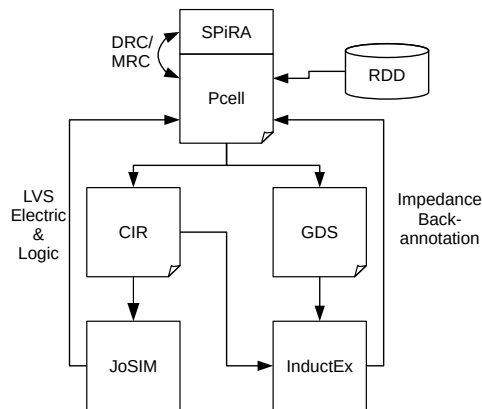 SPiRA
DRC/
MRC
RDD
Pcell
LVS
Electric
&
Logic
CIR
GDS
Impedance
Back-
annotation
JoSIM
InductEx